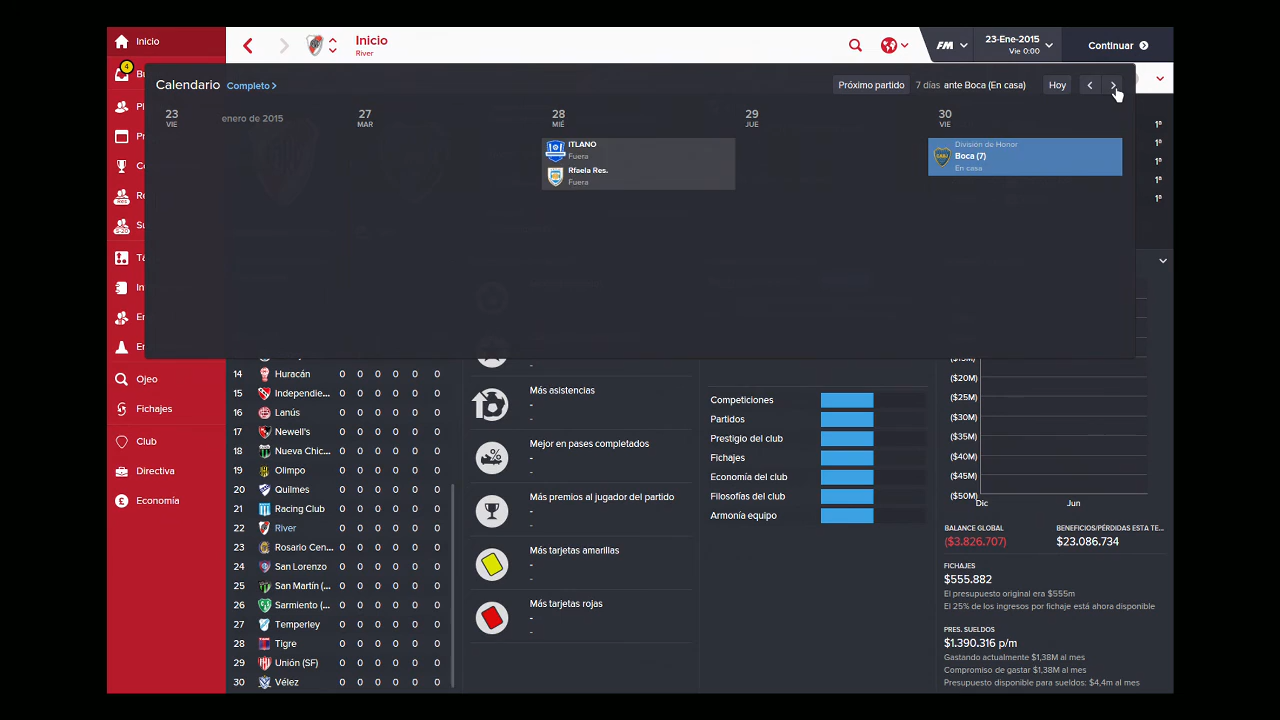 Inicio
Inicio
River
FM
23-Ene-2015
Vie 0:00
Continuar
4
Calendario
Completo
Próximo partido
7 días ante Boca (En casa)
Hoy
23
VIE
enero de 2015
27
MAR
28
MIÉ
29
JUE
30
VIE
ITLANO
Fuera
Rfaela Res.
Fuera
División de Honor
Boca (7)
En casa
1ª
1ª
1ª
1ª
1ª
Ojeo
Fichajes
Club
Directiva
Economía
14 Huracán 0 0 0 0 0 0
15 Independie... 0 0 0 0 0 0
16 Lanús 0 0 0 0 0 0
17 Newell's 0 0 0 0 0 0
18 Nueva Chic... 0 0 0 0 0 0
19 Olimpo 0 0 0 0 0 0
20 Quilmes 0 0 0 0 0 0
21 Racing Club 0 0 0 0 0 0
22 River 0 0 0 0 0 0
23 Rosario Cen... 0 0 0 0 0 0
24 San Lorenzo 0 0 0 0 0 0
25 San Martín (... 0 0 0 0 0 0
26 Sarmiento (... 0 0 0 0 0 0
27 Temperley 0 0 0 0 0 0
28 Tigre 0 0 0 0 0 0
29 Unión (SF) 0 0 0 0 0 0
30 Vélez 0 0 0 0 0 0
-
Más asistencias
-
-
Mejor en pases completados
-
-
Más premios al jugador del partido
-
-
Más tarjetas amarillas
-
-
Más tarjetas rojas
-
-
Competiciones
Partidos
Prestigio del club
Fichajes
Economía del club
Filosofías del club
Armonía equipo
($20M)
($25M)
($30M)
($35M)
($40M)
($45M)
($50M)
Dic
Jun
BALANCE GLOBAL
($3.826.707)
BENEFICIOS/PÉRDIDAS ESTA TE...
$23.086.734
FICHAJES
$555.882
El presupuesto original era $555m
El 25% de los ingresos por fichaje está ahora disponible
PRES. SUELDOS
$1.390.316 p/m
Gastando actualmente $1,38M al mes
Compromiso de gastar $1,38M al mes
Presupuesto disponible para sueldos: $4,4m al mes